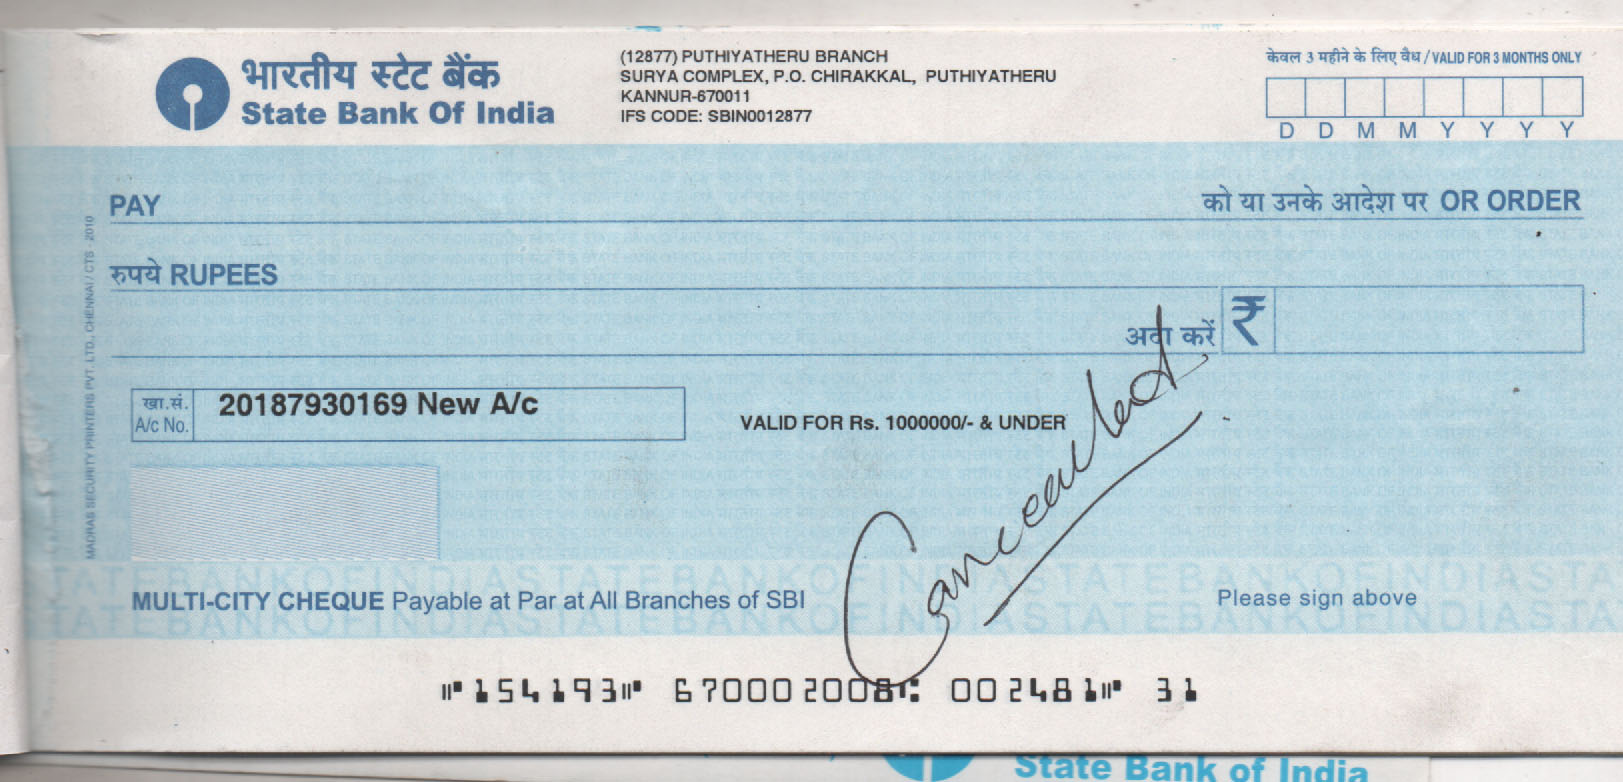 भारतीय स्टेट बैंक
State Bank Of India
(12877) PUTHIYATHERU BRANCH
SURYA COMPLEX, P.O. CHIRAKKAL, PUTHIYATHERU
KANNUR-670011
IFS CODE: SBIN0012877
केवल 3 महीने के लिए वैध / VALID FOR 3 MONTHS ONLY
D D M M Y Y Y Y
PAY
को या उनके आदेश पर OR ORDER
रुपये RUPEES
अदा करें ₹
खा.सं.
A/c No.
20187930169 New A/c
VALID FOR Rs. 1000000/- & UNDER
Canceelled
MADRAS SECURITY PRINTERS PVT. LTD., CHENNAI / CTS 2010
STATEBANKOFINDIASTATEBANKOFINDIASTATEBANKOFINDIASTA
MULTI-CITY CHEQUE Payable at Par at All Branches of SBI
Please sign above
STATEBANKOFINDIASTATEBANKOFINDIASTATEBANKOFINDIASTA
⑈154193⑈ 670002008⑆ 002481⑈ 31
State Bank of India